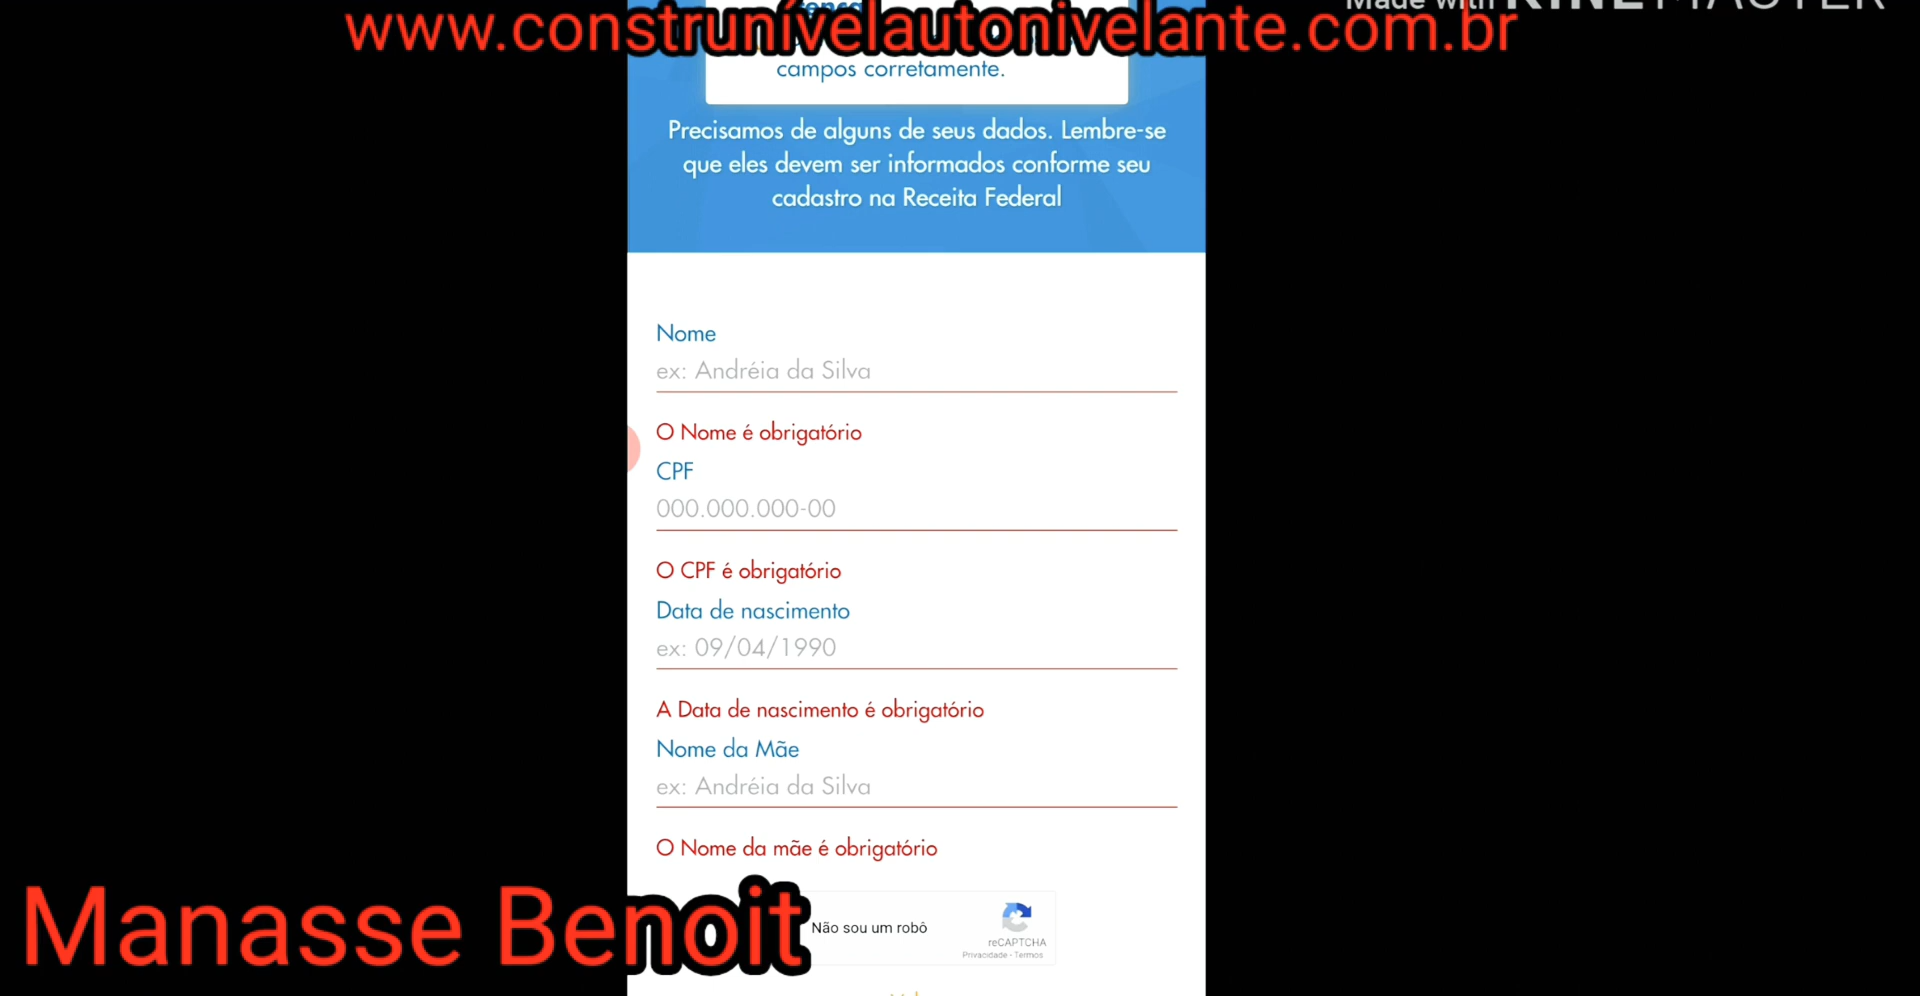 Made with KINEMASTER
www.construnívelautonivelante.com.br
campos corretamente.
Precisamos de alguns de seus dados. Lembre-se
que eles devem ser informados conforme seu
cadastro na Receita Federal
Nome
ex: Andréia da Silva
O Nome é obrigatório
CPF
000.000.000-00
O CPF é obrigatório
Data de nascimento
ex: 09/04/1990
A Data de nascimento é obrigatório
Nome da Mãe
ex: Andréia da Silva
O Nome da mãe é obrigatório
Manasse Benoit
Não sou um robô
reCAPTCHA
Privacidade - Termos